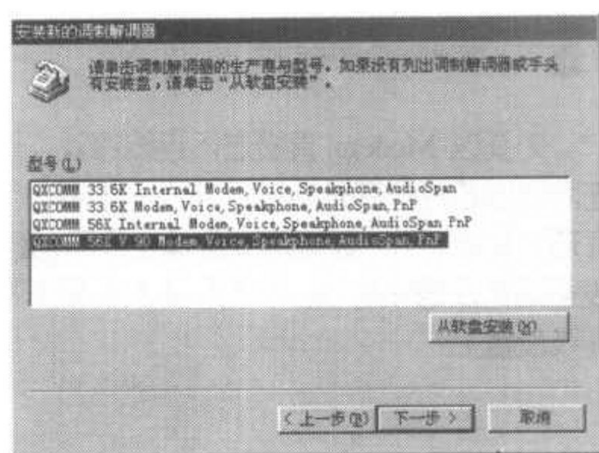 安装新的调制解调器
请单击调制解调器的生产商与型号。如果没有列出调制解调器或手头
有安装盘，请单击“从软盘安装”。
型号(L)
QXCOMM 33.6K Internal Modem,Voice,Speakphone,AudioSpan
QXCOMM 33.6K Modem,Voice,Speakphone,AudioSpan,PnP
QXCOMM 56K Internal Modem,Voice,Speakphone,AudioSpan PnP
QXCOMM 56K V.90 Modem,Voice,Speakphone,AudioSpan,PnP
从软盘安装(H)...
<上一步(B)
下一步 >
取消